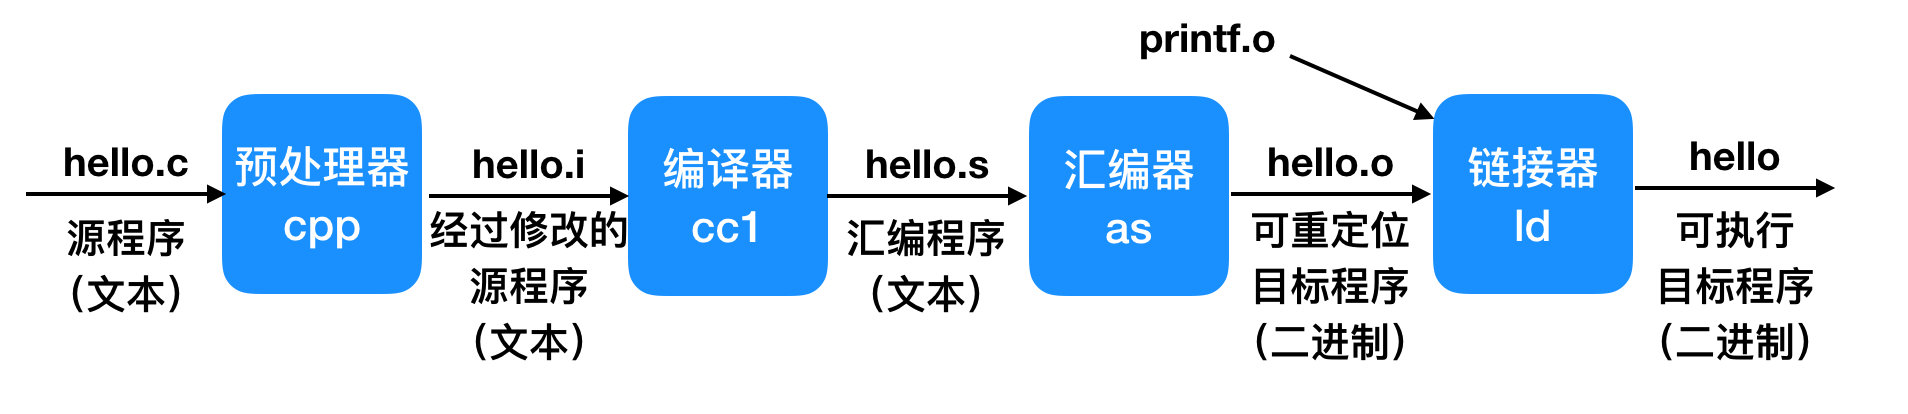 printf.o
hello.c
源程序
(文本)
预处理器
cpp
hello.i
经过修改的
源程序
(文本)
编译器
cc1
hello.s
汇编程序
(文本)
汇编器
as
hello.o
可重定位
目标程序
(二进制)
链接器
ld
hello
可执行
目标程序
(二进制)